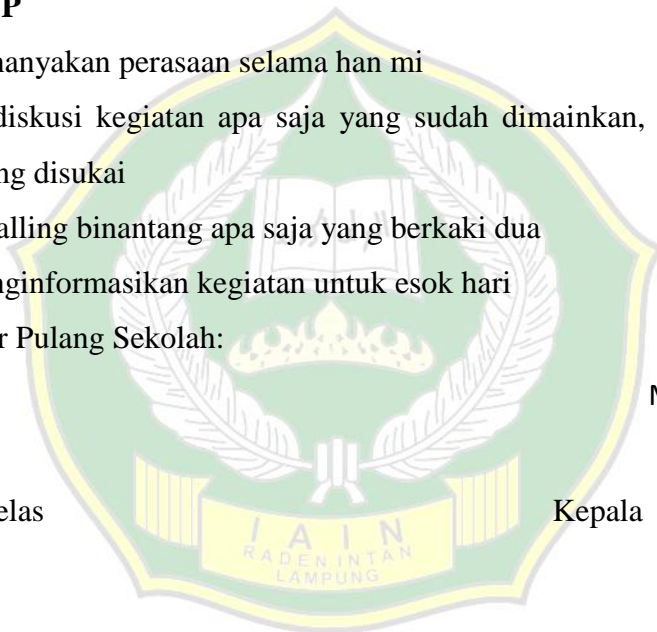 P
nanyakan perasaan selama han mi
diskusi kegiatan apa saja yang sudah dimainkan,
ng disukai
alling binantang apa saja yang berkaki dua
nginformasikan kegiatan untuk esok hari
r Pulang Sekolah:
M
elas Kepala
IAIN
RADEN INTAN
LAMPUNG